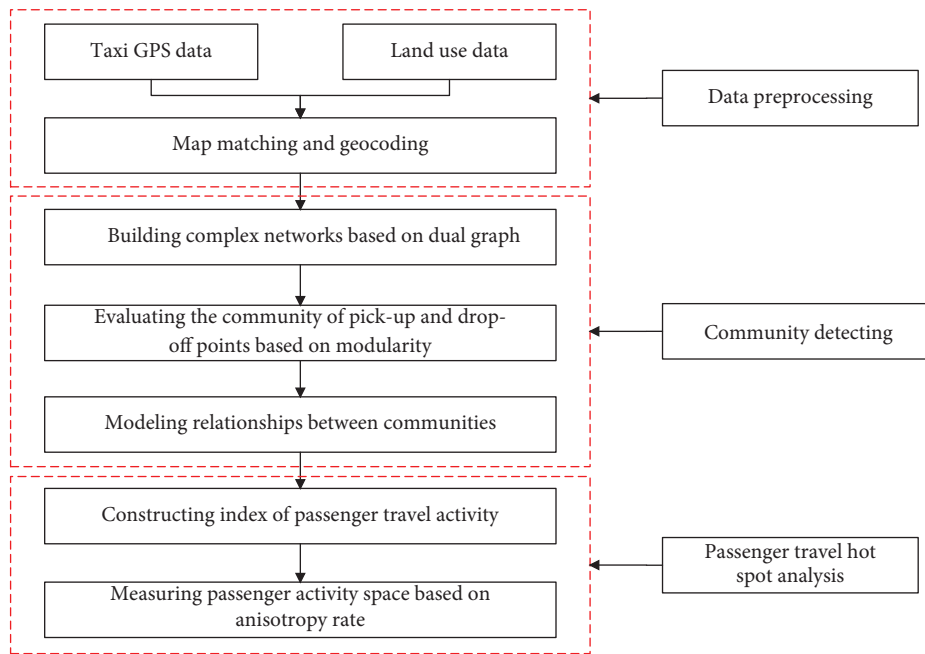 Taxi GPS data
Land use data
Data preprocessing
Map matching and geocoding
Building complex networks based on dual graph
Evaluating the community of pick-up and drop-
off points based on modularity
Community detecting
Modeling relationships between communities
Constructing index of passenger travel activity
Passenger travel hot
spot analysis
Measuring passenger activity space based on
anisotropy rate